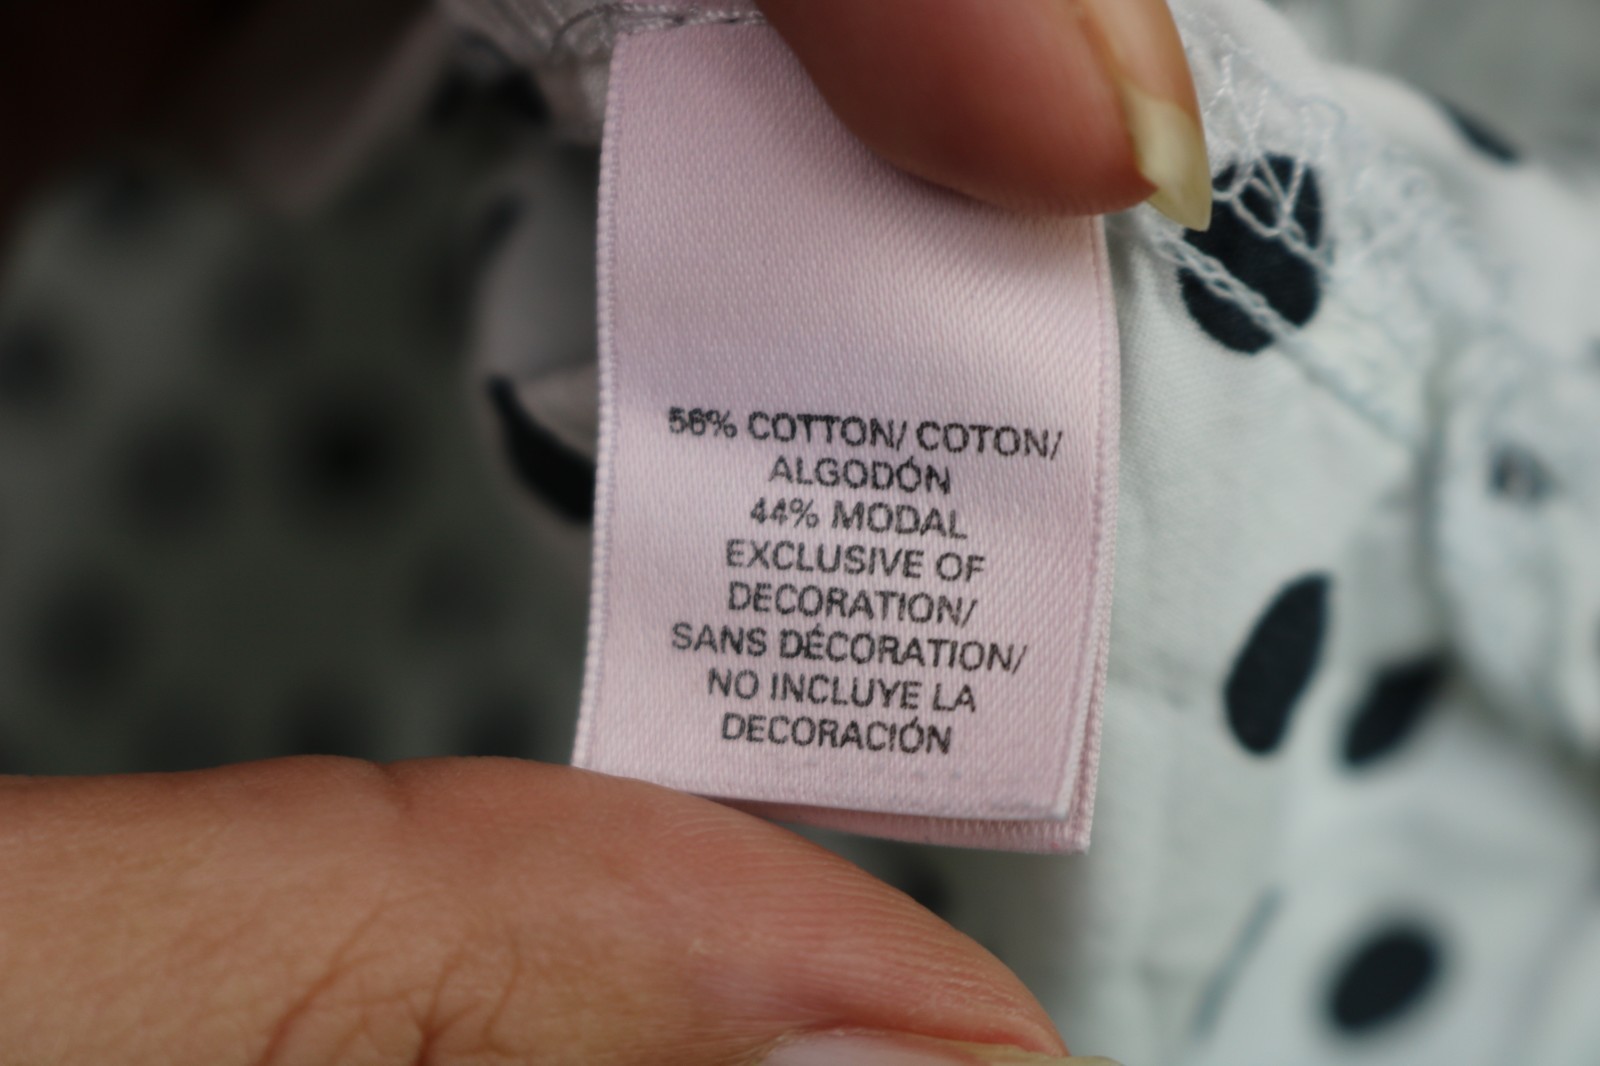 56% COTTON/ COTON/
ALGODÓN
44% MODAL
EXCLUSIVE OF
DECORATION/
SANS DÉCORATION/
NO INCLUYE LA
DECORACIÓN